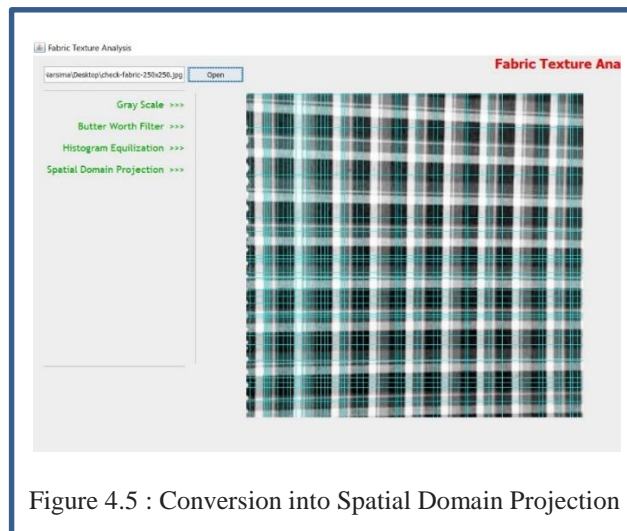 Fabric Texture Analysis
Fabric Texture Ana
\Desktop\check-fabric-250x250.jpg Open
Gray Scale >>>
Butter Worth Filter >>>
Histogram Equilization >>>
Spatial Domain Projection >>>
Figure 4.5 : Conversion into Spatial Domain Projection